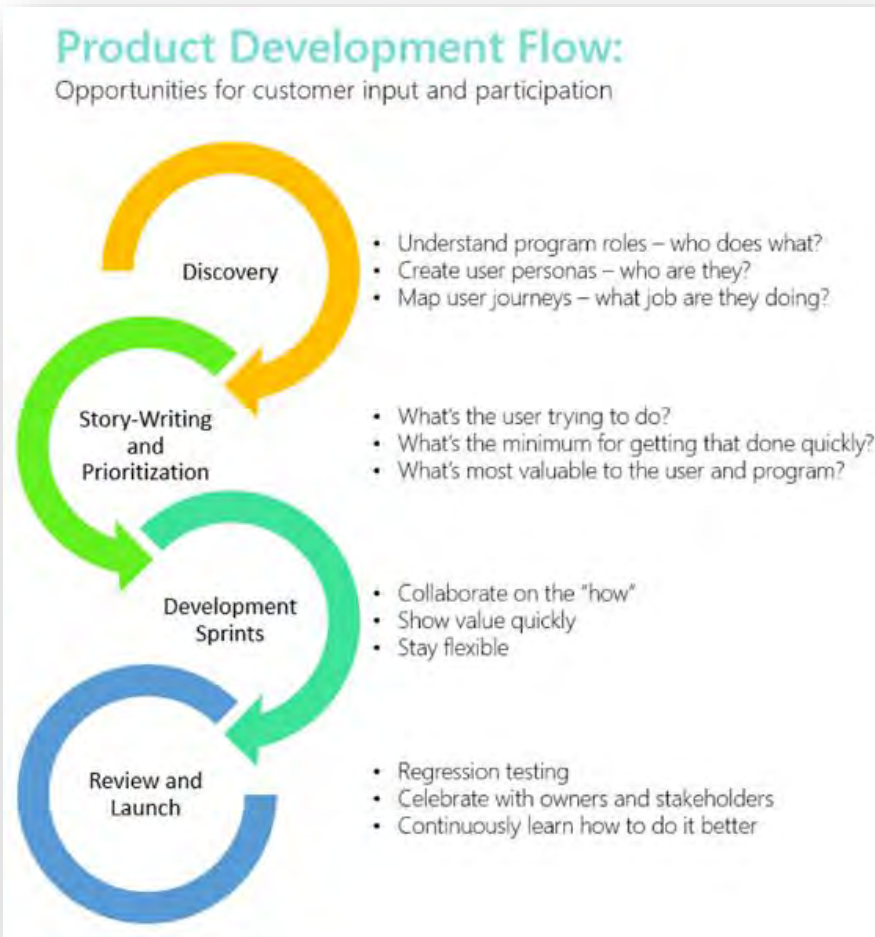 Product Development Flow:
Opportunities for customer input and participation
Discovery
• Understand program roles – who does what?
• Create user personas – who are they?
• Map user journeys – what job are they doing?
Story-Writing
and
Prioritization
• What's the user trying to do?
• What's the minimum for getting that done quickly?
• What's most valuable to the user and program?
Development
Sprints
• Collaborate on the "how"
• Show value quickly
• Stay flexible
Review and
Launch
• Regression testing
• Celebrate with owners and stakeholders
• Continuously learn how to do it better